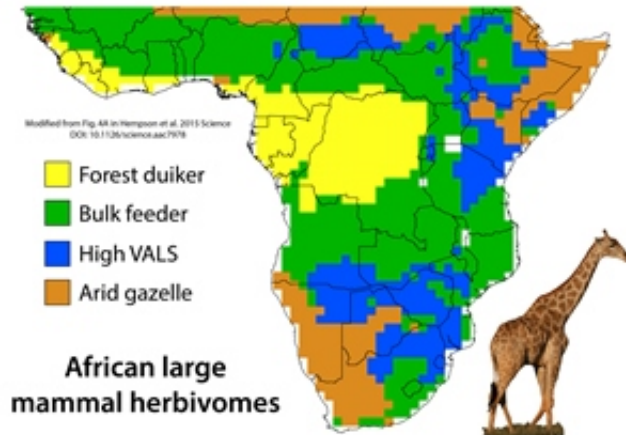 Modified from Fig. 4A in Hempson et al. 2015 Science
DOI: 10.1126/science.aac7978
Forest duiker
Bulk feeder
High VALS
Arid gazelle
African large
mammal herbivomes